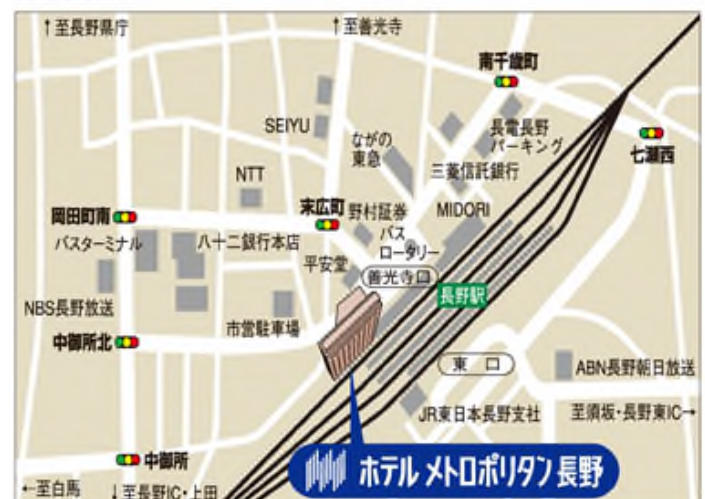 ↑至長野県庁
↑至善光寺
南千歳町
SEIYU
ながの
東急
長電長野
パーキング
七瀬西
三菱信託銀行
NTT
岡田町南
末広町
野村証券
MIDORI
バスターミナル
八十二銀行本店
バス
ロータリー
平安堂
善光寺口
長野駅
NBS長野放送
市営駐車場
中御所北
東 口
ABN長野朝日放送
JR東日本長野支社
至須坂・長野東IC→
中御所
ホテル メトロポリタン 長野
←至白馬
↓至長野IC・上田